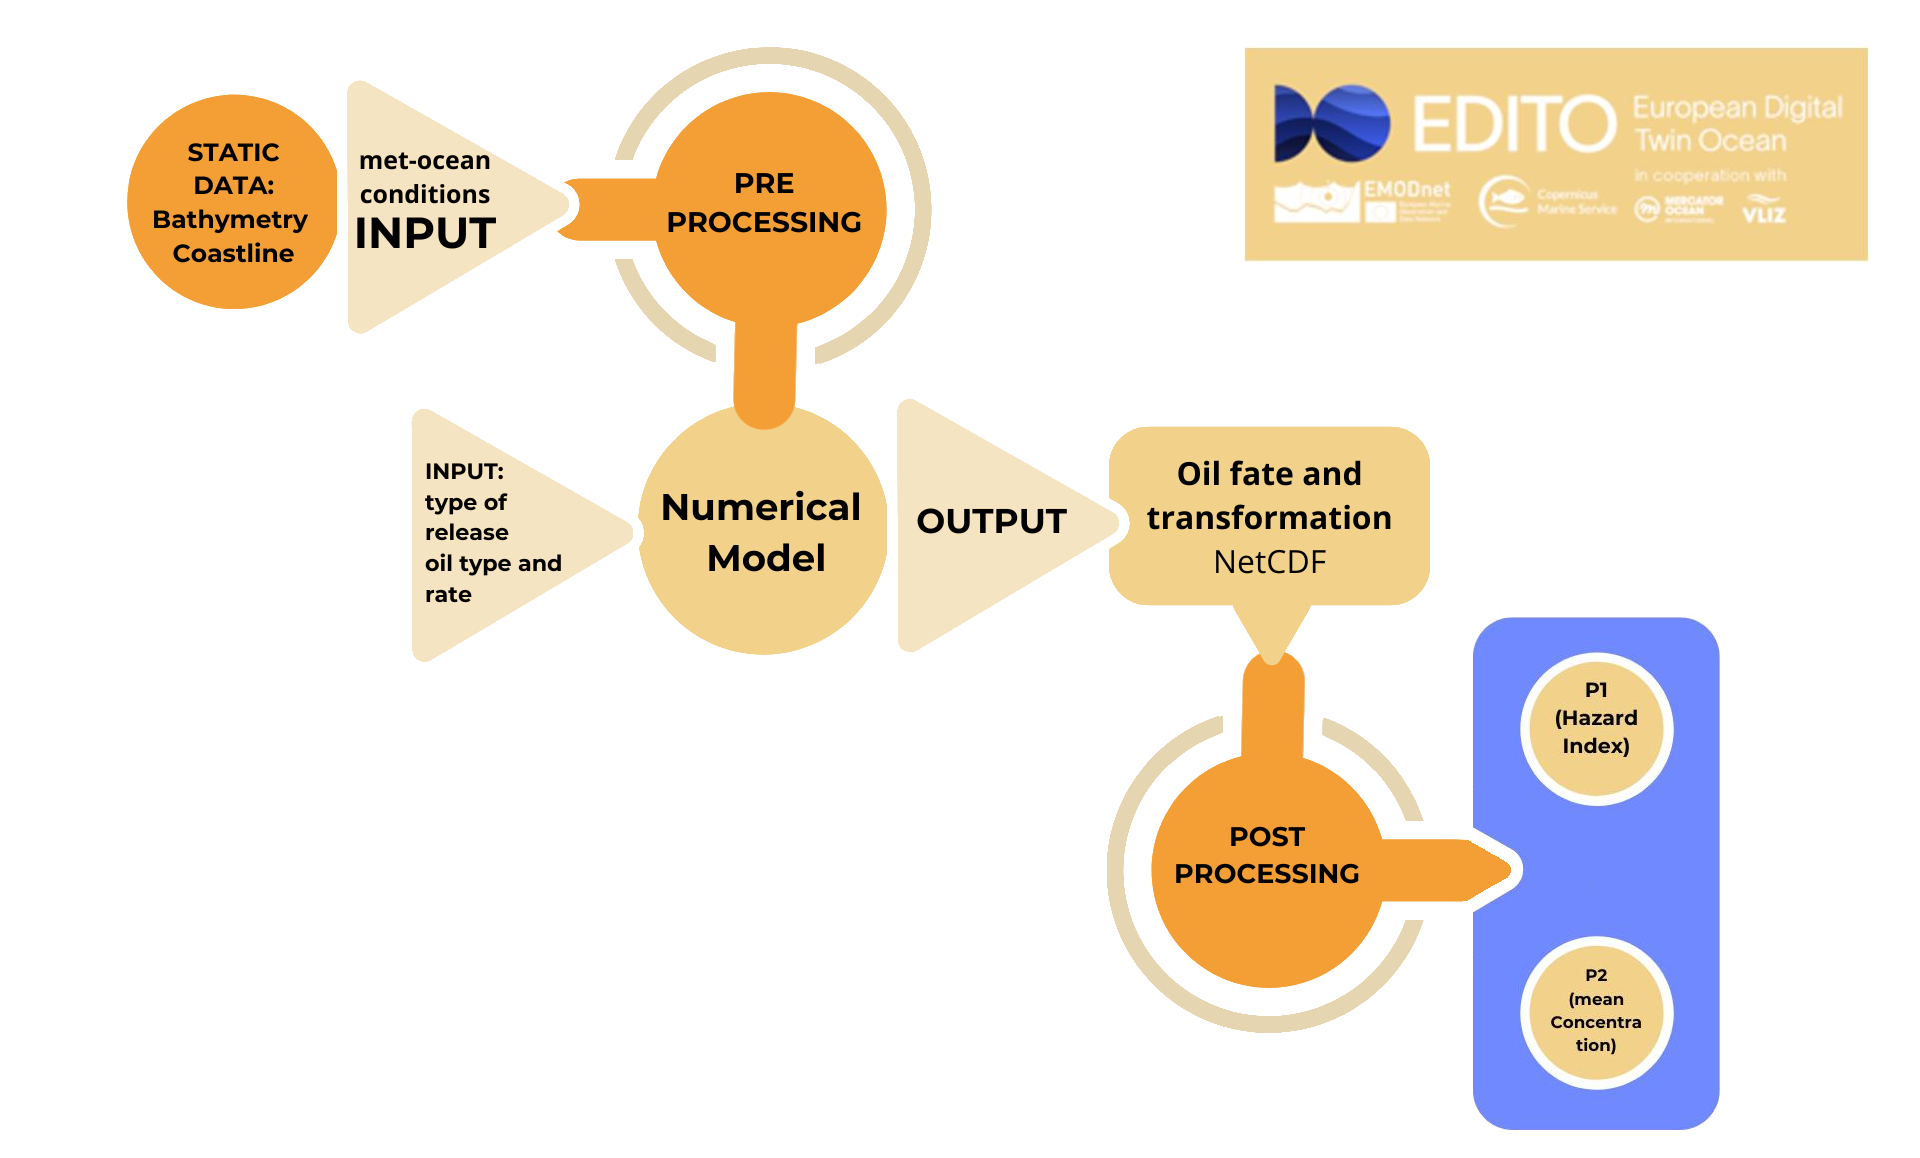 STATIC
DATA:
Bathymetry
Coastline
met-ocean
conditions
INPUT
PRE
PROCESSING
EDITO
European Digital
Twin Ocean
in cooperation with
EMODnet
Copernicus
Marine Service
MERCATOR
OCEAN
VLIZ
INPUT:
type of
release
oil type and
rate
Numerical
Model
OUTPUT
Oil fate and
transformation
NetCDF
POST
PROCESSING
P1
(Hazard
Index)
P2
(mean
Concentra
tion)